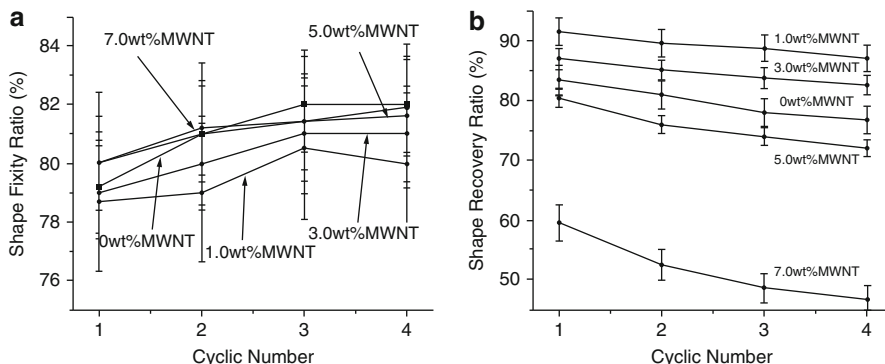 a
Shape Fixity Ratio (%)
84
82
80
78
76
7.0wt%MWNT
5.0wt%MWNT
0wt%MWNT
1.0wt%MWNT
3.0wt%MWNT
1
2
3
4
Cyclic Number
b
Shape Recovery Ratio (%)
90
80
70
60
50
1.0wt%MWNT
3.0wt%MWNT
0wt%MWNT
5.0wt%MWNT
7.0wt%MWNT
1
2
3
4
Cyclic Number